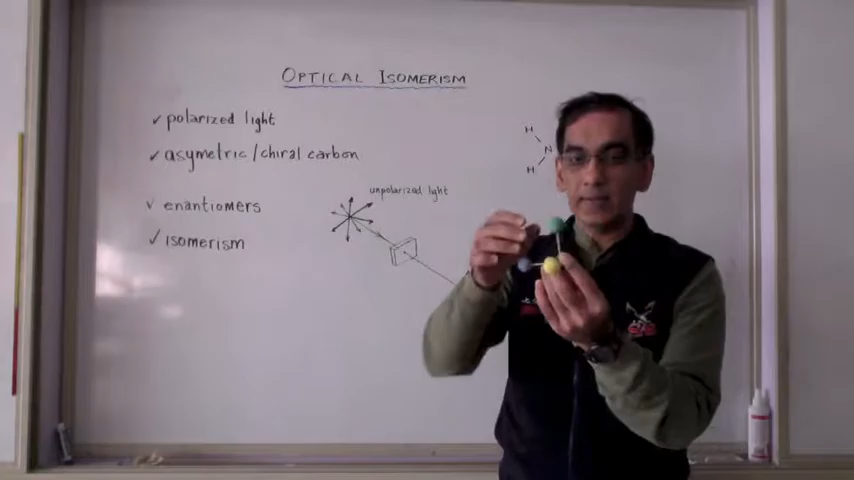 OPTICAL ISOMERISM
✓ polarized light
✓ asymetric / chiral carbon
✓ enantiomers
✓ isomerism
unpolarized light
H
N
H